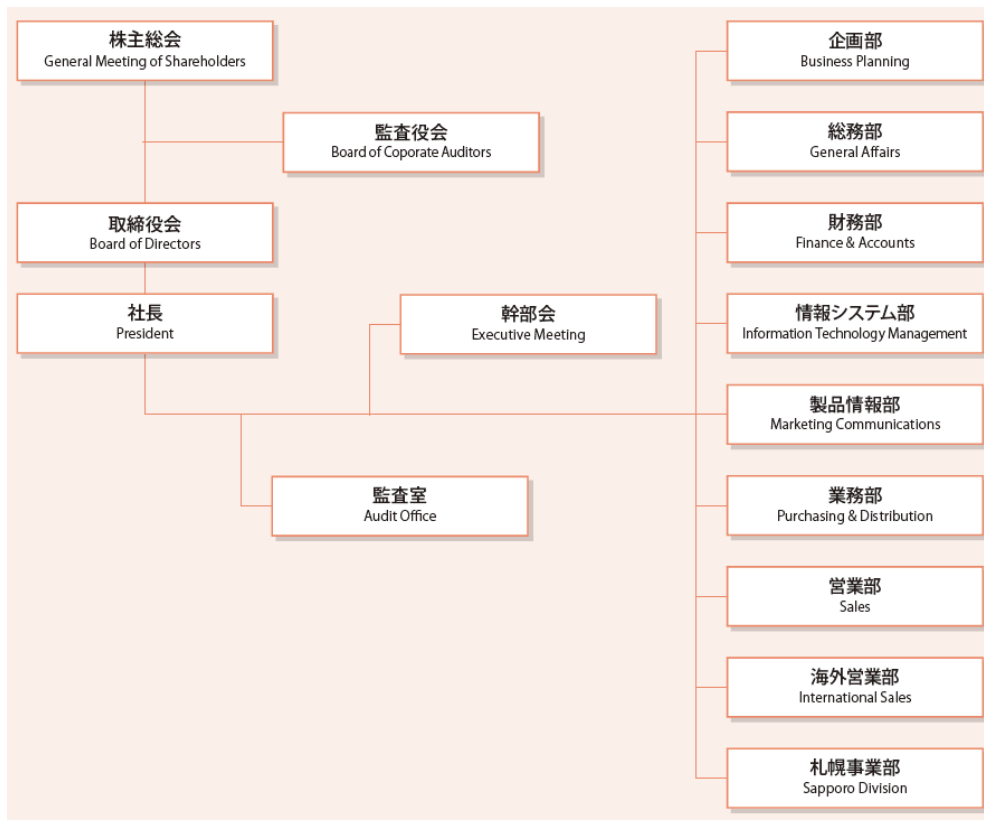 株主総会
General Meeting of Shareholders
監査役会
Board of Coporate Auditors
取締役会
Board of Directors
社長
President
幹部会
Executive Meeting
監査室
Audit Office
企画部
Business Planning
総務部
General Affairs
財務部
Finance & Accounts
情報システム部
Information Technology Management
製品情報部
Marketing Communications
業務部
Purchasing & Distribution
営業部
Sales
海外営業部
International Sales
札幌事業部
Sapporo Division